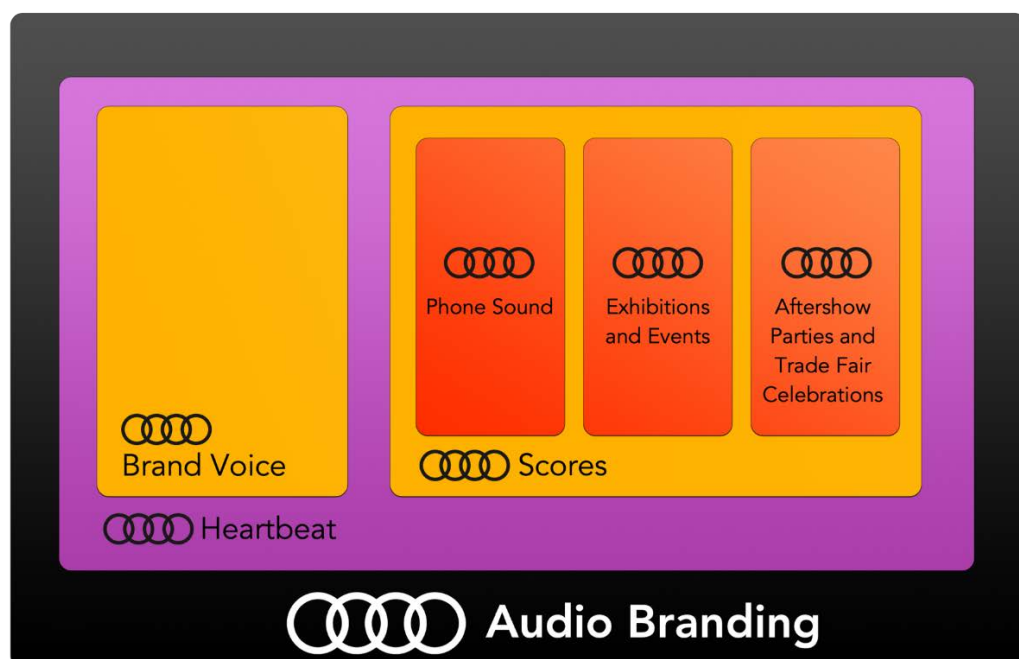 Phone Sound
Exhibitions
and Events
Aftershow
Parties and
Trade Fair
Celebrations
Brand Voice
Scores
Heartbeat
Audio Branding